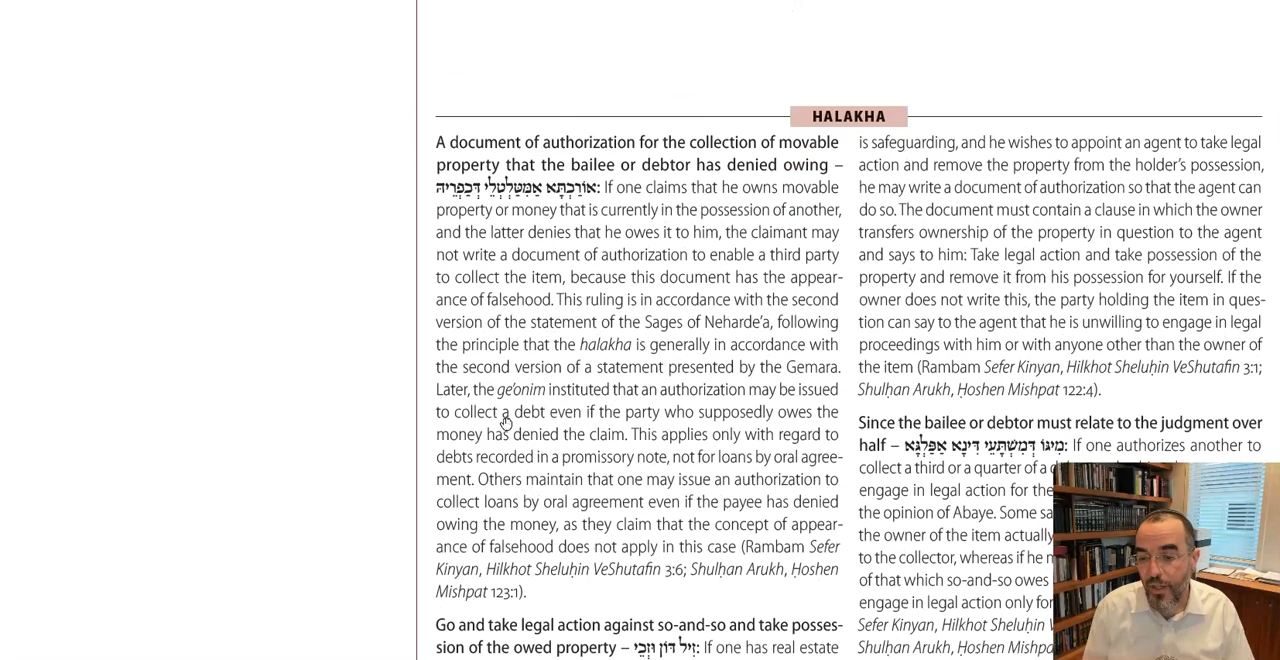 HALAKHA
A document of authorization for the collection of movable
property that the bailee or debtor has denied owing –
אוֹרַכְתָּא אַמִּטַּלְטְלֵי דְּכַפְרֵיהּ: If one claims that he owns movable
property or money that is currently in the possession of another,
and the latter denies that he owes it to him, the claimant may
not write a document of authorization to enable a third party
to collect the item, because this document has the appear-
ance of falsehood. This ruling is in accordance with the second
version of the statement of the Sages of Neharde'a, following
the principle that the halakha is generally in accordance with
the second version of a statement presented by the Gemara.
Later, the ge'onim instituted that an authorization may be issued
to collect a debt even if the party who supposedly owes the
money has denied the claim. This applies only with regard to
debts recorded in a promissory note, not for loans by oral agree-
ment. Others maintain that one may issue an authorization to
collect loans by oral agreement even if the payee has denied
owing the money, as they claim that the concept of appear-
ance of falsehood does not apply in this case (Rambam Sefer
Kinyan, Hilkhot Sheluḥin VeShutafin 3:6; Shulḥan Arukh, Ḥoshen
Mishpat 123:1).
Go and take legal action against so-and-so and take posses-
sion of the owed property – זִיל דּוֹן וּזְכֵי: If one has real estate
is safeguarding, and he wishes to appoint an agent to take legal
action and remove the property from the holder's possession,
he may write a document of authorization so that the agent can
do so. The document must contain a clause in which the owner
transfers ownership of the property in question to the agent
and says to him: Take legal action and take possession of the
property and remove it from his possession for yourself. If the
owner does not write this, the party holding the item in ques-
tion can say to the agent that he is unwilling to engage in legal
proceedings with him or with anyone other than the owner of
the item (Rambam Sefer Kinyan, Hilkhot Sheluḥin VeShutafin 3:1;
Shulḥan Arukh, Ḥoshen Mishpat 122:4).
Since the bailee or debtor must relate to the judgment over
half – מִיגּוֹ דְּמִשְׁתָּעֵי דִּינָא אַפַּלְגָּא: If one authorizes another to
collect a third or a quarter of a
engage in legal action for the
the opinion of Abaye. Some
the owner of the item actually
to the collector, whereas if he
of that which so-and-so owes
engage in legal action only for
Sefer Kinyan, Hilkhot Sheluḥin
Shulḥan Arukh, Ḥoshen Mishpat